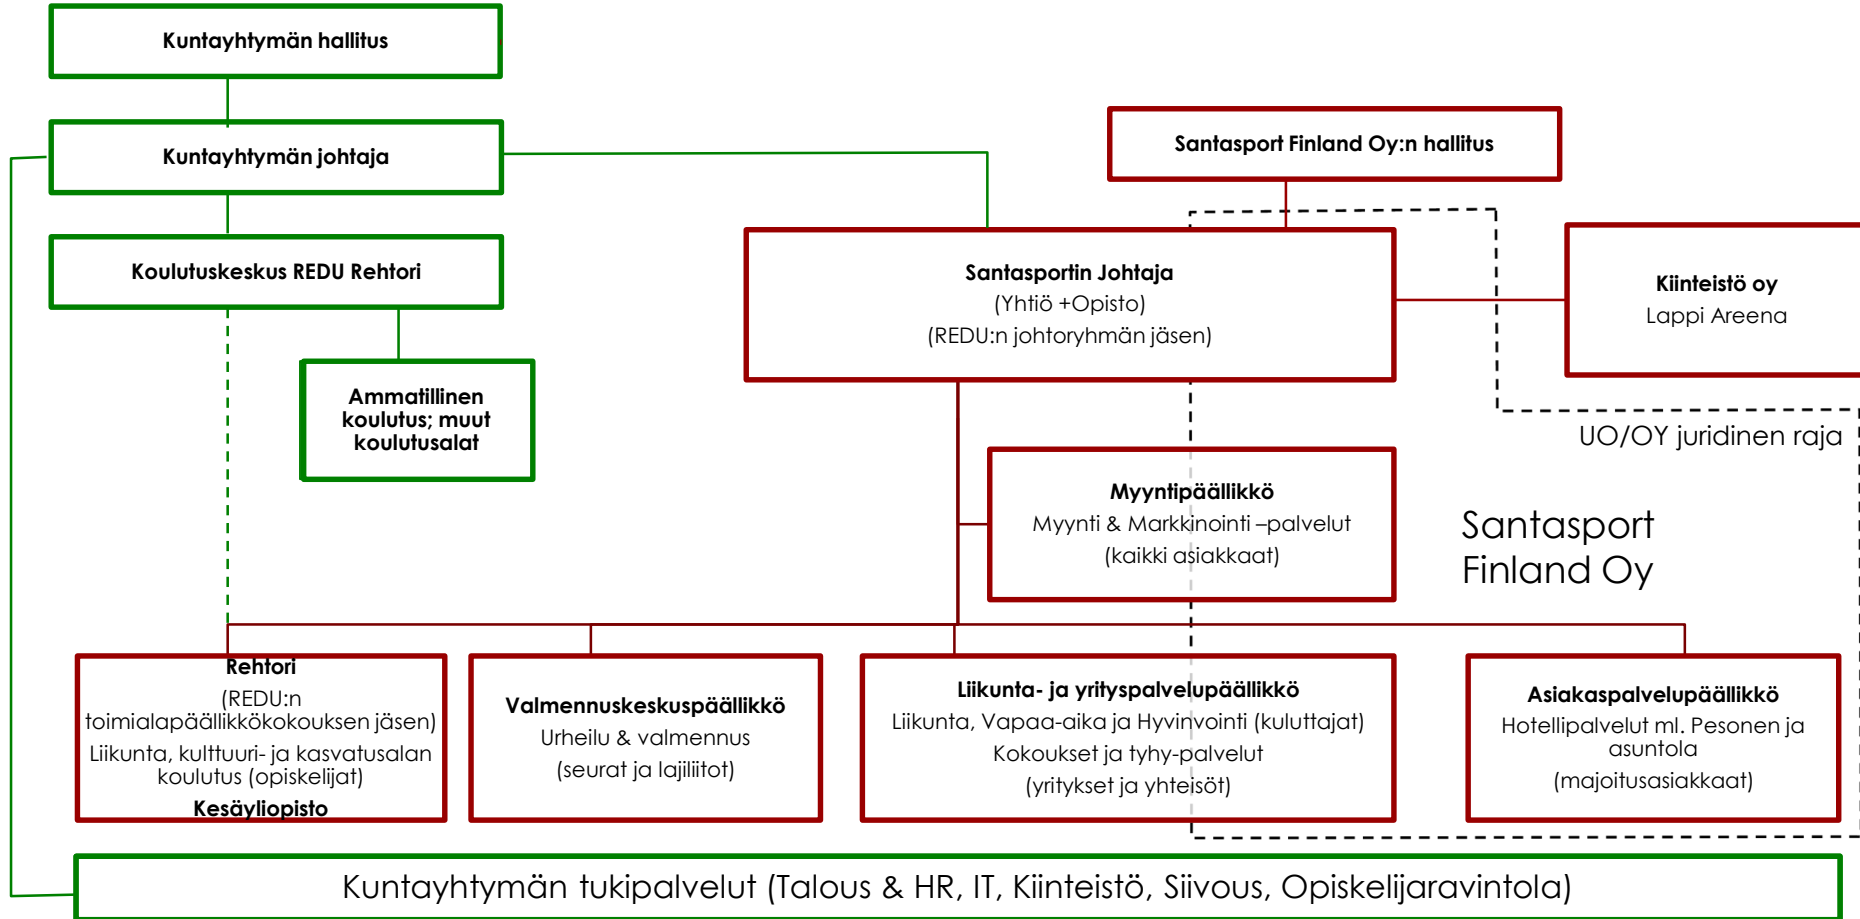 Kuntayhtymän hallitus
Kuntayhtymän johtaja
Santasport Finland Oy:n hallitus
Koulutuskeskus REDU Rehtori
Santasportin Johtaja
(Yhtiö +Opisto)
(REDU:n johtoryhmän jäsen)
Kiinteistö oy
Lappi Areena
Ammatillinen
koulutus; muut
koulutusalat
UO/OY juridinen raja
Myyntipäällikkö
Myynti & Markkinointi –palvelut
(kaikki asiakkaat)
Santasport
Finland Oy
Rehtori
(REDU:n
toimialapäällikkökokouksen jäsen)
Liikunta, kulttuuri- ja kasvatusalan
koulutus (opiskelijat)
Kesäyliopisto
Valmennuskeskuspäällikkö
Urheilu & valmennus
(seurat ja lajiliitot)
Liikunta- ja yrityspalvelupäällikkö
Liikunta, Vapaa-aika ja Hyvinvointi (kuluttajat)
Kokoukset ja tyhy-palvelut
(yritykset ja yhteisöt)
Asiakaspalvelupäällikkö
Hotellipalvelut ml. Pesonen ja
asuntola
(majoitusasiakkaat)
Kuntayhtymän tukipalvelut (Talous & HR, IT, Kiinteistö, Siivous, Opiskelijaravintola)